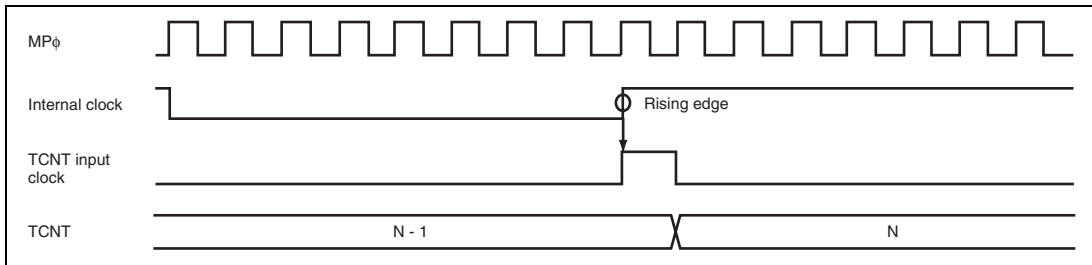 MPϕ
Internal clock
Rising edge
TCNT input
clock
TCNT
N - 1
N